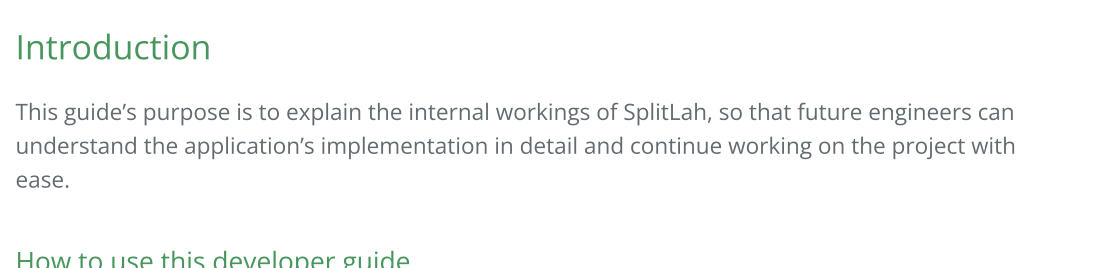 Introduction
This guide’s purpose is to explain the internal workings of SplitLah, so that future engineers can
understand the application’s implementation in detail and continue working on the project with
ease.
How to use this developer guide